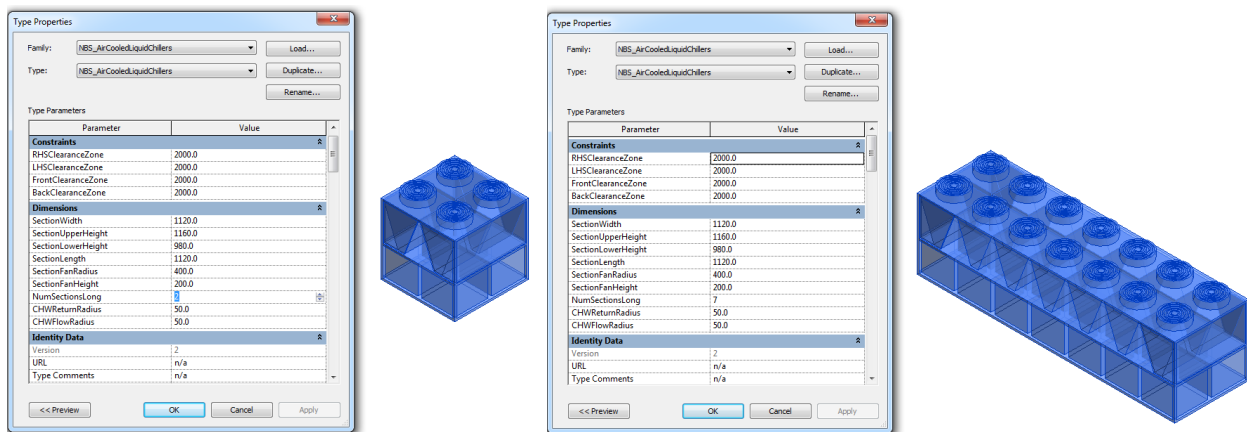 Type Properties
Family: NBS_AirCooledLiquidChillers Load...
Type: NBS_AirCooledLiquidChillers Duplicate...
Rename...
Type Parameters
Parameter Value
Constraints
RHSClearanceZone 2000.0
LHSClearanceZone 2000.0
FrontClearanceZone 2000.0
BackClearanceZone 2000.0
Dimensions
SectionWidth 1120.0
SectionUpperHeight 1160.0
SectionLowerHeight 980.0
SectionLength 1120.0
SectionFanRadius 400.0
SectionFanHeight 200.0
NumSectionsLong 2
CHWReturnRadius 50.0
CHWFlowRadius 50.0
Identity Data
Version 2
URL n/a
Type Comments n/a
<< Preview OK Cancel Apply
Type Properties
Family: NBS_AirCooledLiquidChillers Load...
Type: NBS_AirCooledLiquidChillers Duplicate...
Rename...
Type Parameters
Parameter Value
Constraints
RHSClearanceZone 2000.0
LHSClearanceZone 2000.0
FrontClearanceZone 2000.0
BackClearanceZone 2000.0
Dimensions
SectionWidth 1120.0
SectionUpperHeight 1160.0
SectionLowerHeight 980.0
SectionLength 1120.0
SectionFanRadius 400.0
SectionFanHeight 200.0
NumSectionsLong 7
CHWReturnRadius 50.0
CHWFlowRadius 50.0
Identity Data
Version 2
URL n/a
Type Comments n/a
<< Preview OK Cancel Apply